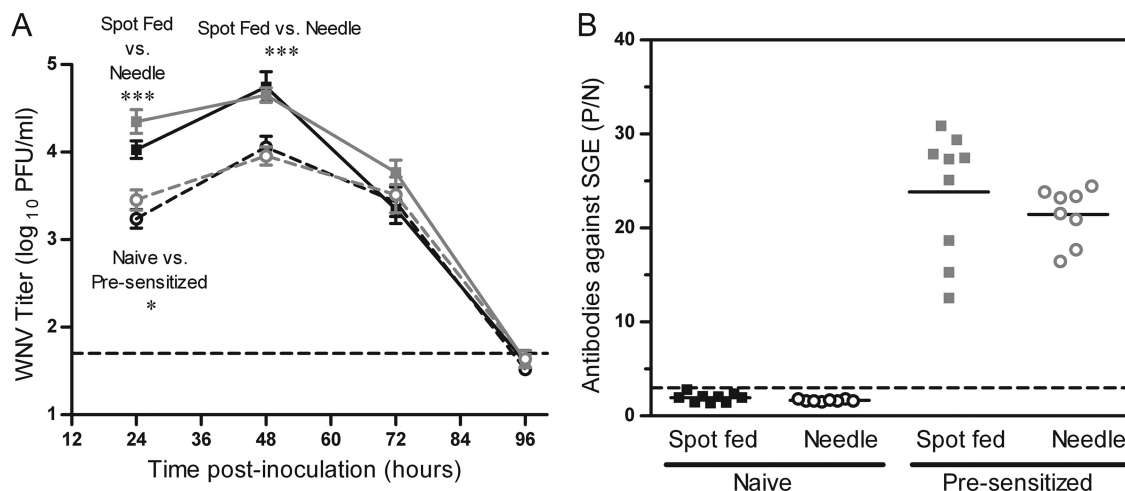 A
Spot Fed
vs.
Needle
***
Spot Fed vs. Needle
***
WNV Titer (log 10 PFU/ml)
5
4
3
2
1
Naive vs.
Pre-sensitized
*
12 24 36 48 60 72 84 96
Time post-inoculation (hours)
B
Antibodies against SGE (P/N)
40
30
20
10
0
Spot fed Needle Spot fed Needle
Naive Pre-sensitized